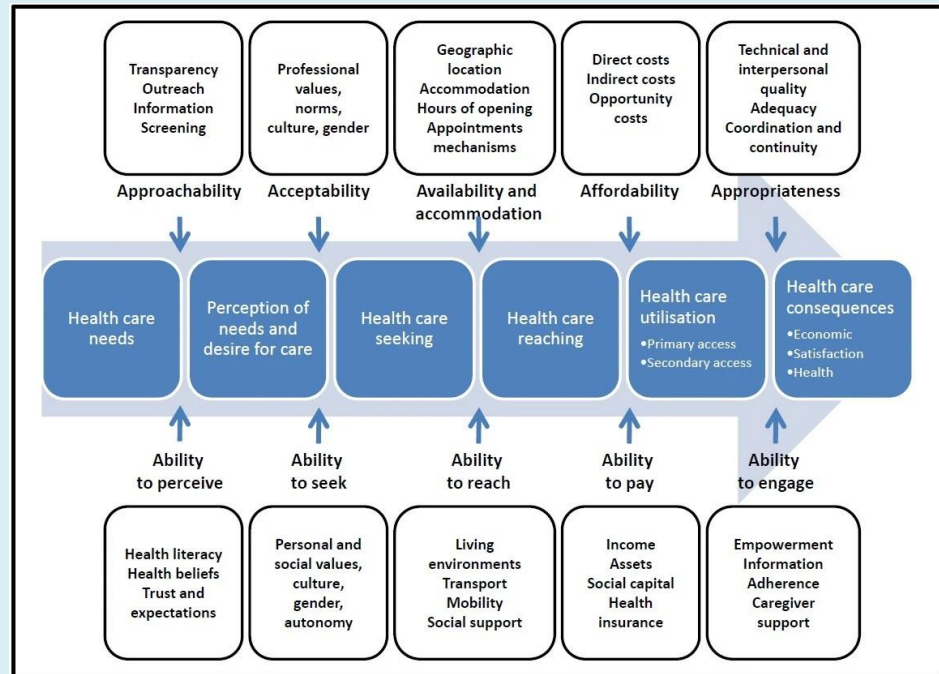 Transparency
Outreach
Information
Screening
Professional
values,
norms,
culture, gender
Geographic
location
Accommodation
Hours of opening
Appointments
mechanisms
Direct costs
Indirect costs
Opportunity
costs
Technical and
interpersonal
quality
Adequacy
Coordination and
continuity
Approachability
Acceptability
Availability and
accommodation
Affordability
Appropriateness
Health care
needs
Perception of
needs and
desire for care
Health care
seeking
Health care
reaching
Health care
utilisation
•Primary access
•Secondary access
Health care
consequences
•Economic
•Satisfaction
•Health
Ability
to perceive
Ability
to seek
Ability
to reach
Ability
to pay
Ability
to engage
Health literacy
Health beliefs
Trust and
expectations
Personal and
social values,
culture,
gender,
autonomy
Living
environments
Transport
Mobility
Social support
Income
Assets
Social capital
Health
insurance
Empowerment
Information
Adherence
Caregiver
support